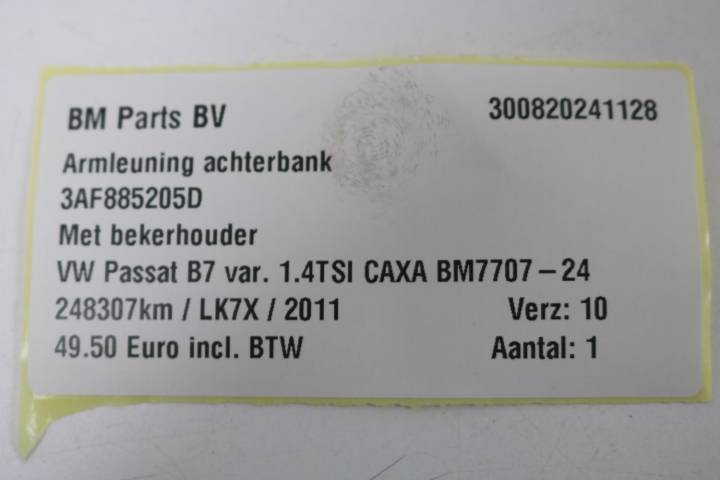 BM Parts BV 300820241128
Armleuning achterbank
3AF885205D
Met bekerhouder
VW Passat B7 var. 1.4TSI CAXA BM7707-24
248307km / LK7X / 2011 Verz: 10
49.50 Euro incl. BTW Aantal: 1